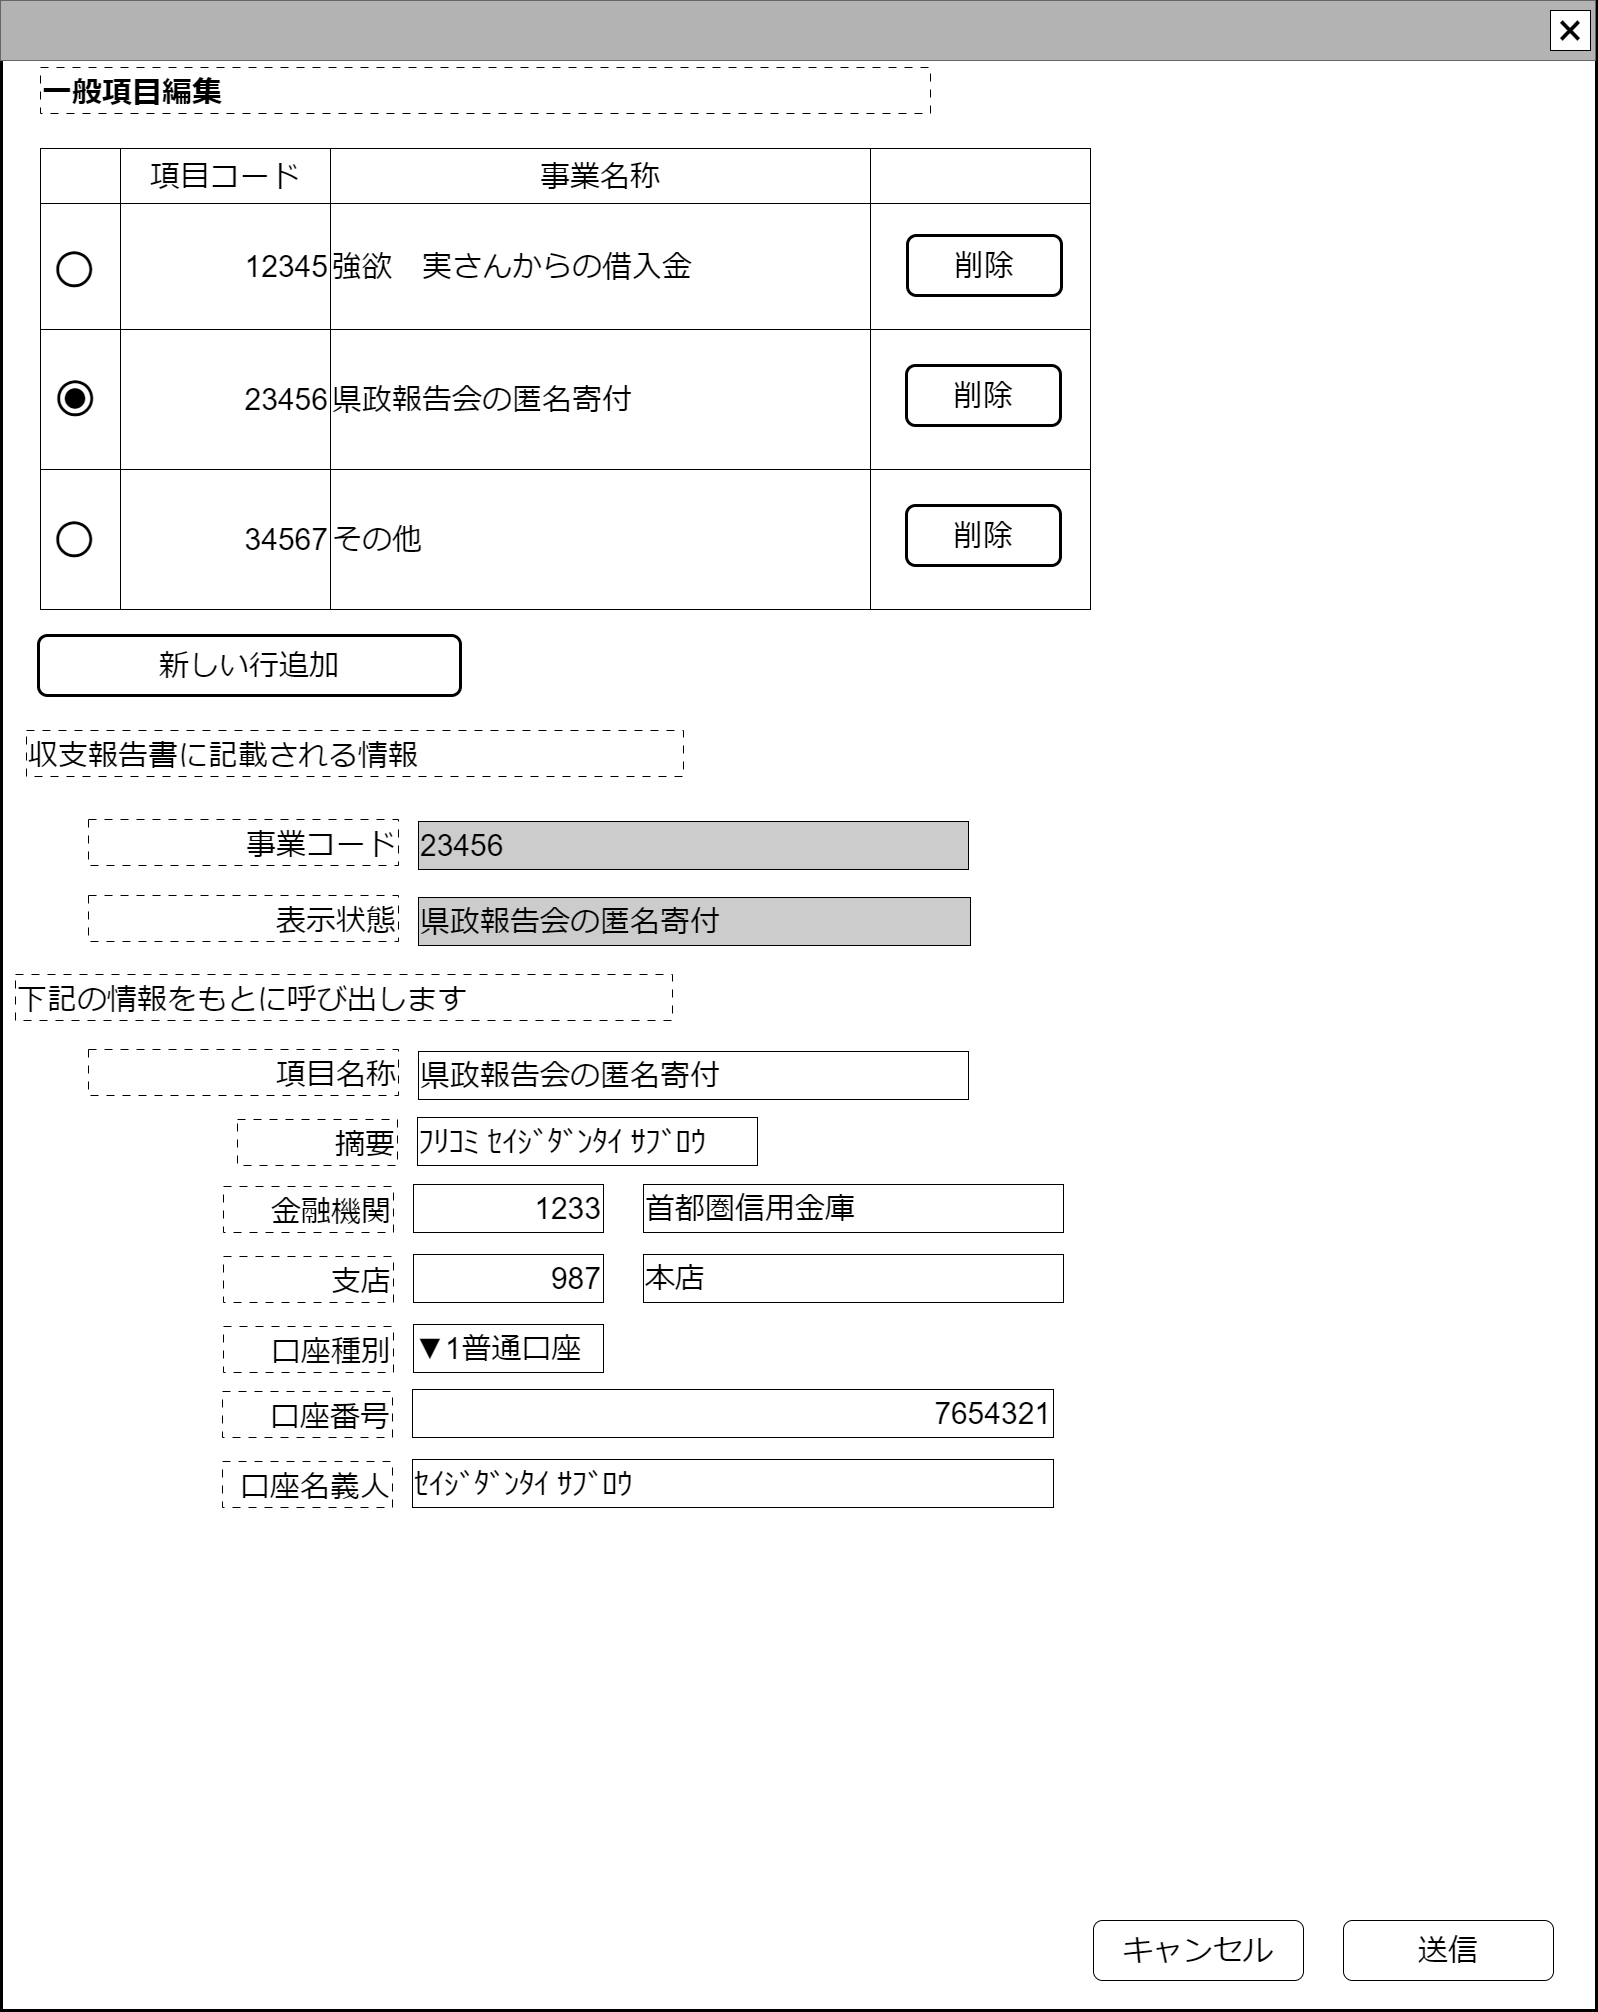 一般項目編集
項目コード 事業名称
12345 強欲　実さんからの借入金 削除
23456 県政報告会の匿名寄付 削除
34567 その他 削除
新しい行追加
収支報告書に記載される情報
事業コード 23456
表示状態 県政報告会の匿名寄付
下記の情報をもとに呼び出します
項目名称 県政報告会の匿名寄付
摘要 ﾌﾘｺﾐ ｾｲｼﾞﾀﾞﾝﾀｲ ｻﾌﾞﾛｳ
金融機関 1233 首都圏信用金庫
支店 987 本店
口座種別 ▼1普通口座
口座番号 7654321
口座名義人 ｾｲｼﾞﾀﾞﾝﾀｲ ｻﾌﾞﾛｳ
キャンセル 送信